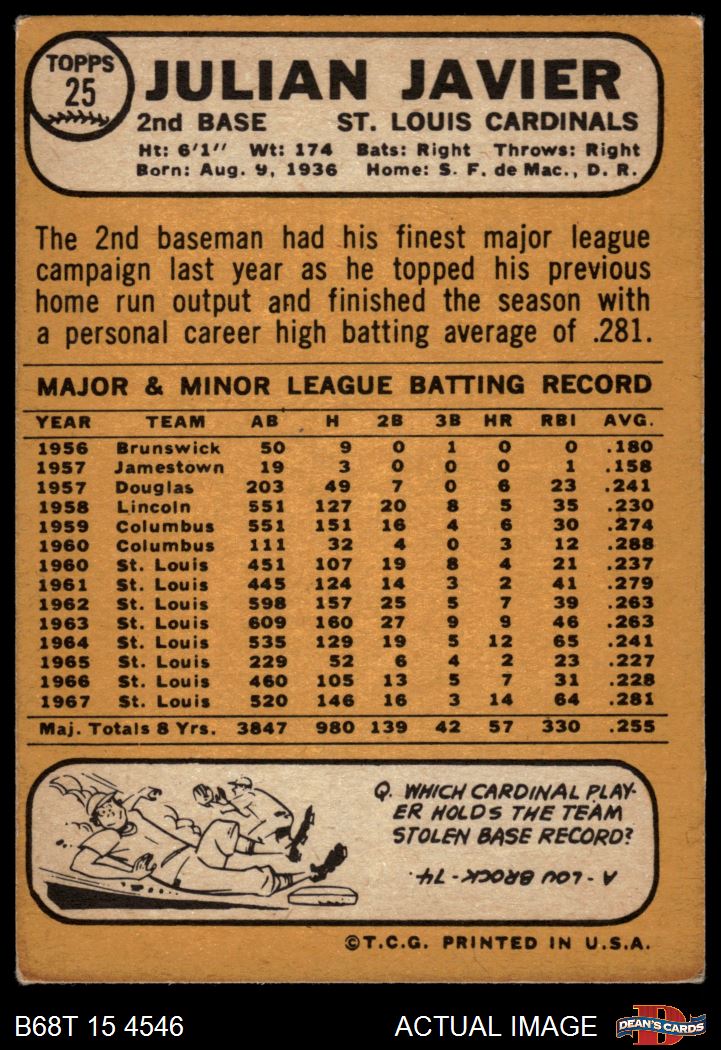 TOPPS
25
JULIAN JAVIER
2nd BASE ST. LOUIS CARDINALS
Ht: 6'1" Wt: 174 Bats: Right Throws: Right
Born: Aug. 9, 1936 Home: S. F. de Mac., D. R.
The 2nd baseman had his finest major league
campaign last year as he topped his previous
home run output and finished the season with
a personal career high batting average of .281.
MAJOR & MINOR LEAGUE BATTING RECORD
YEAR TEAM AB H 2B 3B HR RBI AVG.
1956 Brunswick 50 9 0 1 0 0 .180
1957 Jamestown 19 3 0 0 0 1 .158
1957 Douglas 203 49 7 0 6 23 .241
1958 Lincoln 551 127 20 8 5 35 .230
1959 Columbus 551 151 16 4 6 30 .274
1960 Columbus 111 32 4 0 3 12 .288
1960 St. Louis 451 107 19 8 4 21 .237
1961 St. Louis 445 124 14 3 2 41 .279
1962 St. Louis 598 157 25 5 7 39 .263
1963 St. Louis 609 160 27 9 9 46 .263
1964 St. Louis 535 129 19 5 12 65 .241
1965 St. Louis 229 52 6 4 2 23 .227
1966 St. Louis 460 105 13 5 7 31 .228
1967 St. Louis 520 146 16 3 14 64 .281
Maj. Totals 8 Yrs. 3847 980 139 42 57 330 .255
Q. WHICH CARDINAL PLAY-
ER HOLDS THE TEAM
STOLEN BASE RECORD?
A - LOU BROCK - 74.
©T.C.G. PRINTED IN U.S.A.
B68T 15 4546 ACTUAL IMAGE
D
DEAN'S CARDS